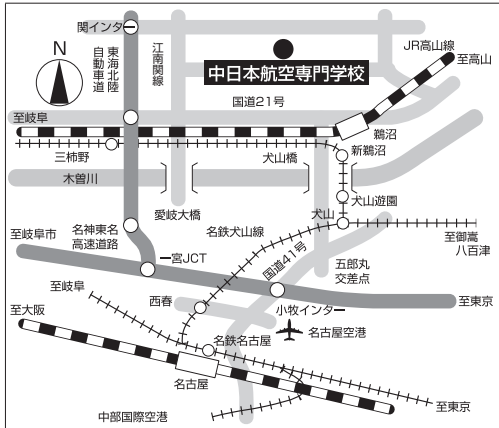 関インター
N
東海北陸
自動車道
江南関線
中日本航空専門学校
JR高山線
至高山
国道21号
至岐阜
鵜沼
三柿野
犬山橋
新鵜沼
木曽川
犬山遊園
愛岐大橋
犬山
名鉄犬山線
至御嵩
八百津
至岐阜市
名神東名
高速道路
国道41号
一宮JCT
五郎丸
交差点
至岐阜
西春
至東京
至大阪
小牧インター
名古屋空港
名鉄名古屋
名古屋
至東京
中部国際空港